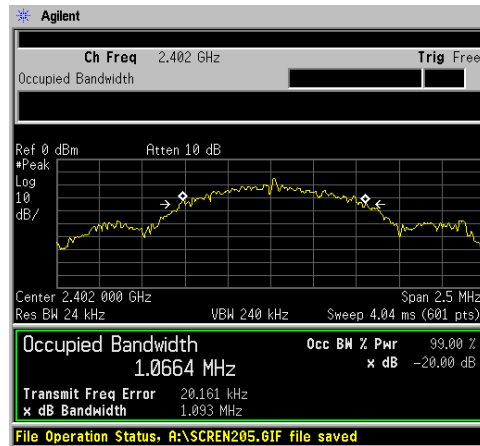 Agilent
Ch Freq 2.402 GHz Trig Free
Occupied Bandwidth
Ref 0 dBm Atten 10 dB
#Peak
Log
10
dB/
Center 2.402 000 GHz Span 2.5 MHz
Res BW 24 kHz VBW 240 kHz Sweep 4.04 ms (601 pts)
Occupied Bandwidth Occ BW % Pwr 99.00 %
1.0664 MHz x dB -20.00 dB
Transmit Freq Error 20.161 kHz
x dB Bandwidth 1.093 MHz
File Operation Status, A:\SCREN205.GIF file saved